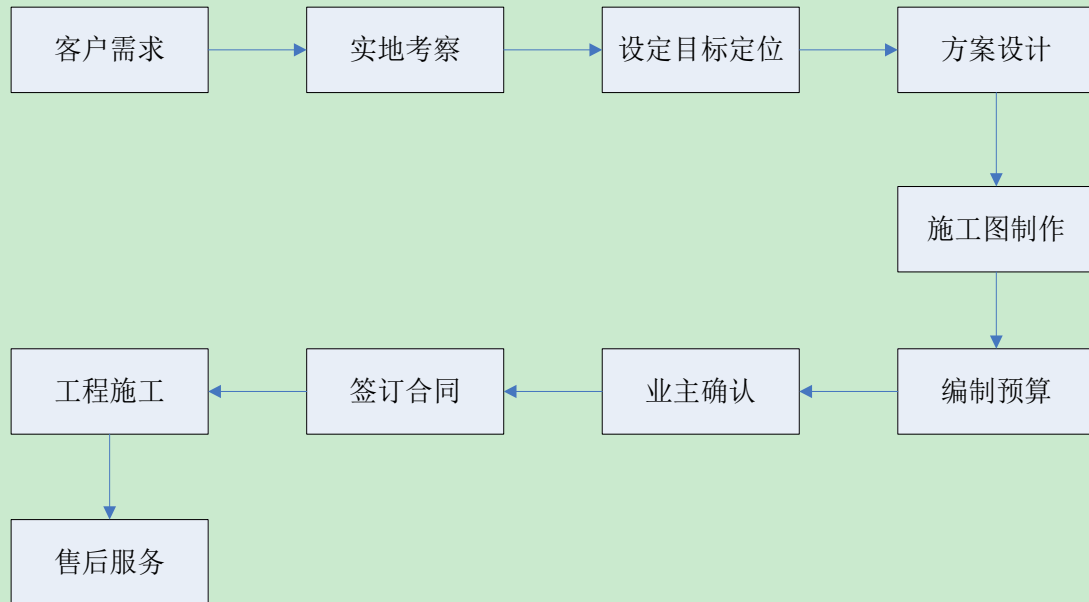 客户需求
实地考察
设定目标定位
方案设计
施工图制作
编制预算
业主确认
签订合同
工程施工
售后服务